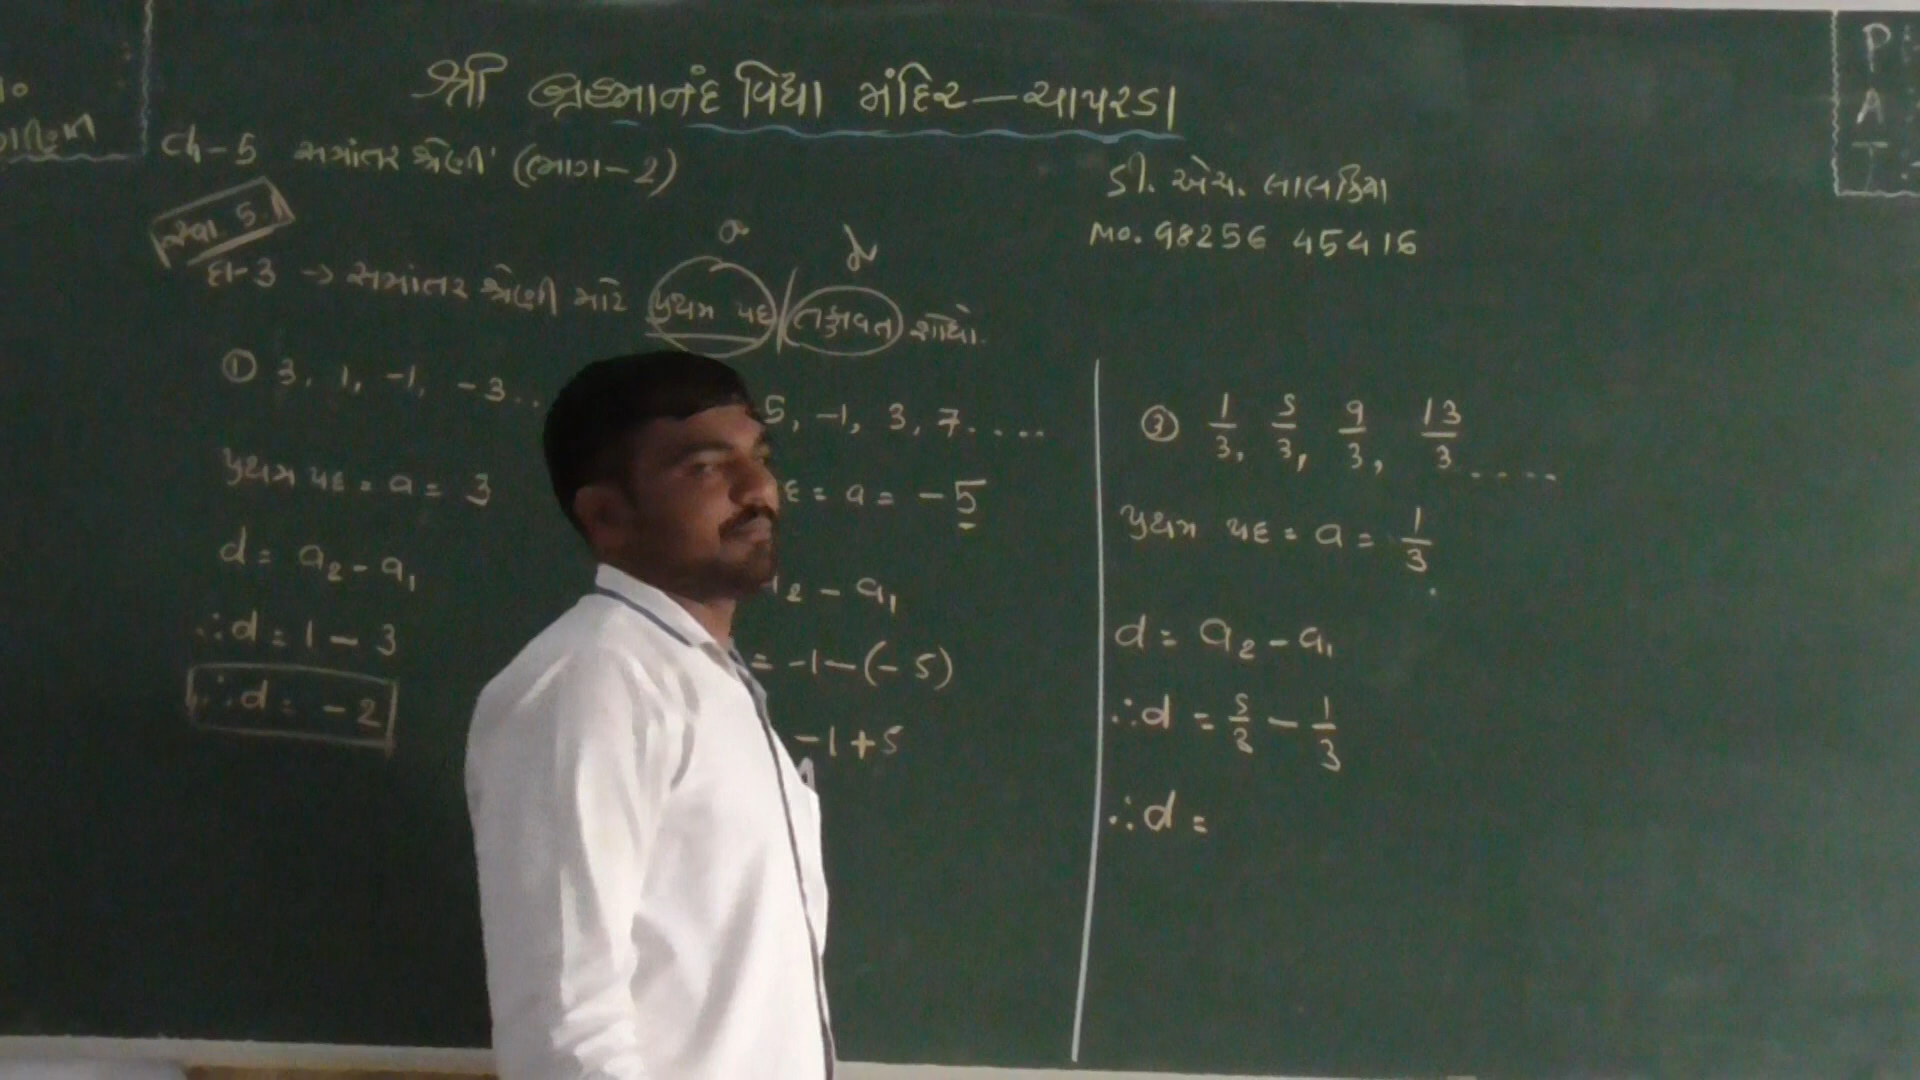 શ્રી બ્રહ્માનંદ વિદ્યા મંદિર – ચાપરડા
Ch-5 સમાંતર શ્રેણી (ભાગ-2)
ડી. એચ. લાલકિયા
Mo. 98256 45416
સ્વા. 5.1
a d
દા-3 → સમાંતર શ્રેણી માટે પ્રથમ પદ / તફાવત શોધો.
① 3, 1, -1, -3..
પ્રથમ પદ = a = 3
d = a₂ - a₁
∴d = 1 - 3
∴d = -2
5, -1, 3, 7....
દ = a = -5
₂ - a₁
= -1-(-5)
-1+5
③ 1/3, 5/3, 9/3, 13/3 .....
પ્રથમ પદ = a = 1/3
d = a₂ - a₁
∴d = 5/3 - 1/3
∴d =
P :
A :
T :